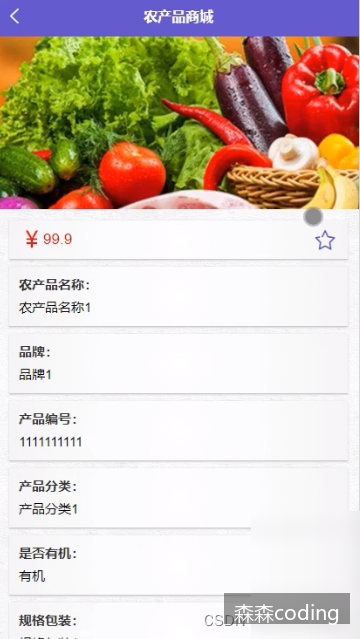 农产品商城
¥ 99.9
农产品名称：
农产品名称1
品牌：
品牌1
产品编号：
1111111111
产品分类：
产品分类1
是否有机：
有机
规格包装：
CSDN
森森coding